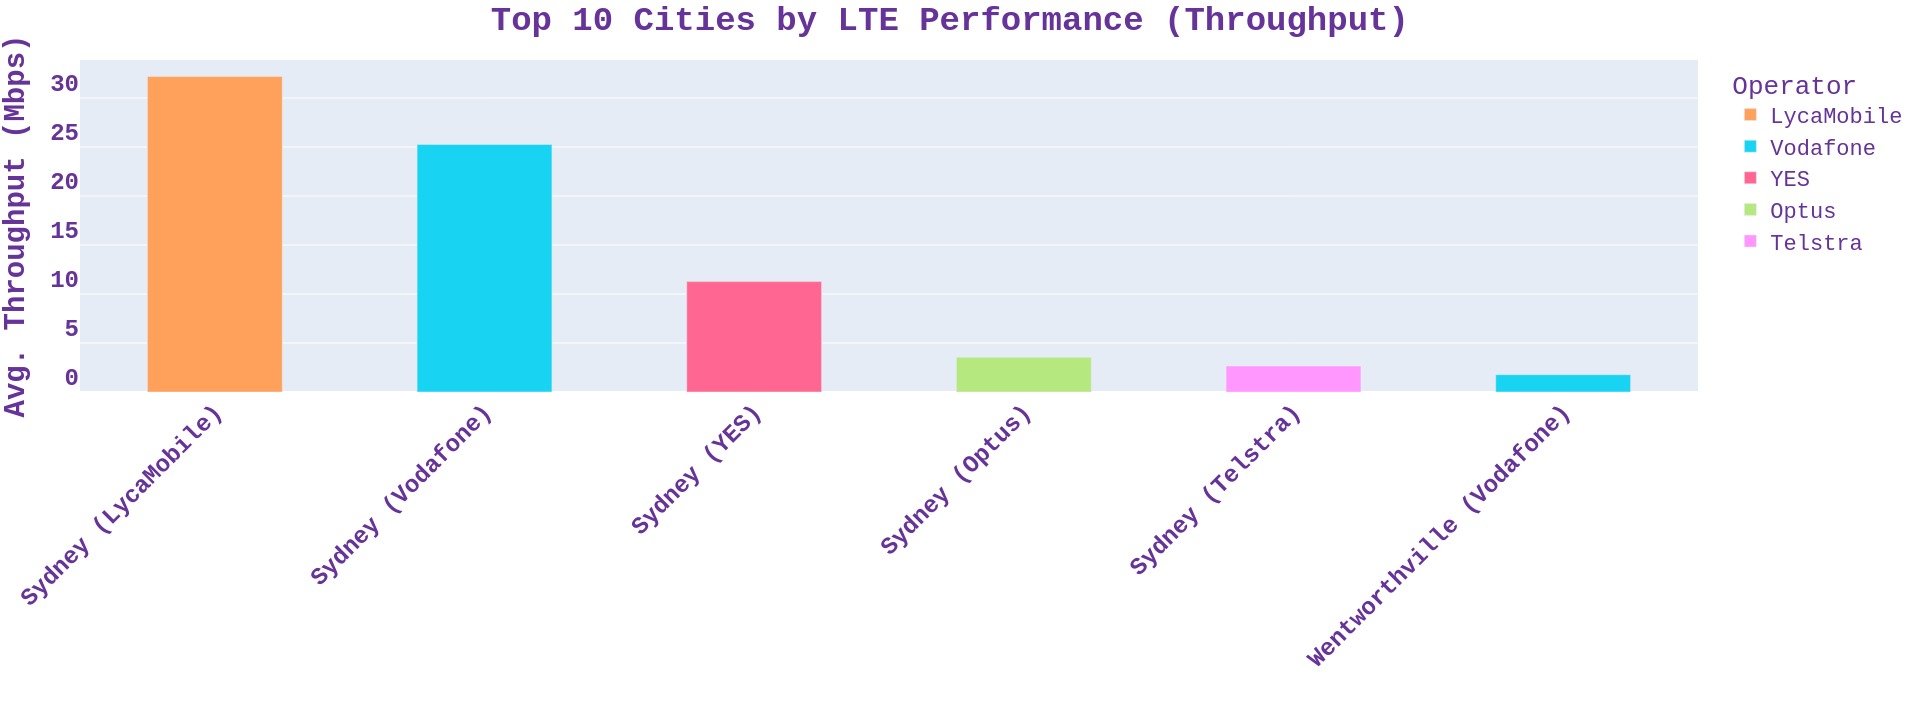 Top 10 Cities by LTE Performance (Throughput)
Avg. Throughput (Mbps)
30
25
20
15
10
5
0
Sydney (LycaMobile)
Sydney (Vodafone)
Sydney (YES)
Sydney (Optus)
Sydney (Telstra)
Wentworthville (Vodafone)
Operator
LycaMobile
Vodafone
YES
Optus
Telstra